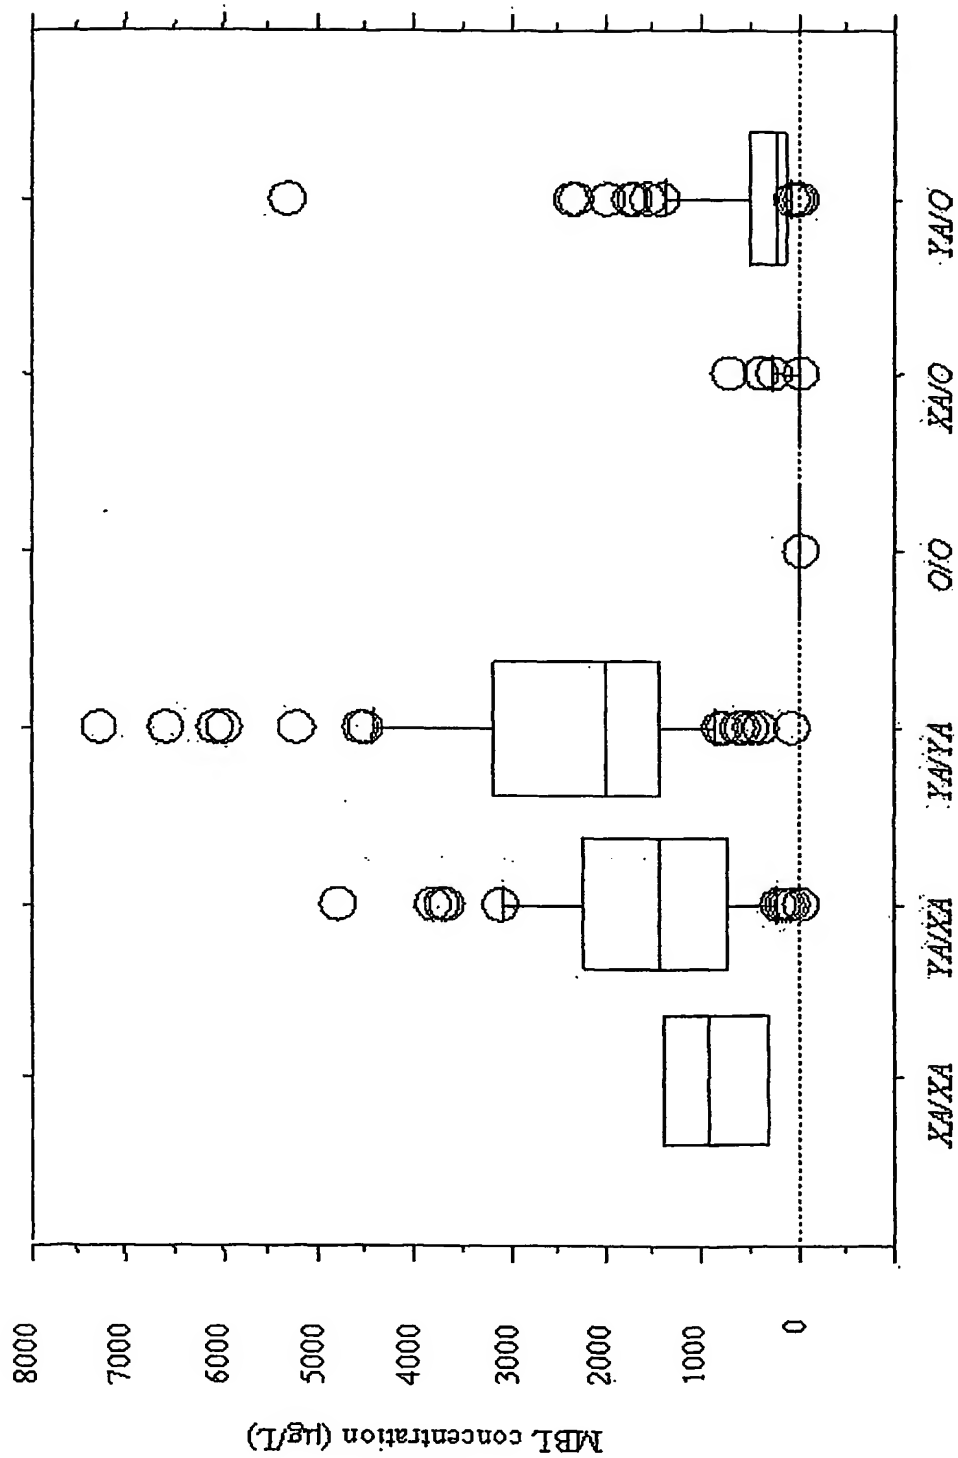 MBL concentration (µg/L)
8000
7000
6000
5000
4000
3000
2000
1000
0
XA/XA
YA/XA
YA/YA
O/O
XA/O
YA/O